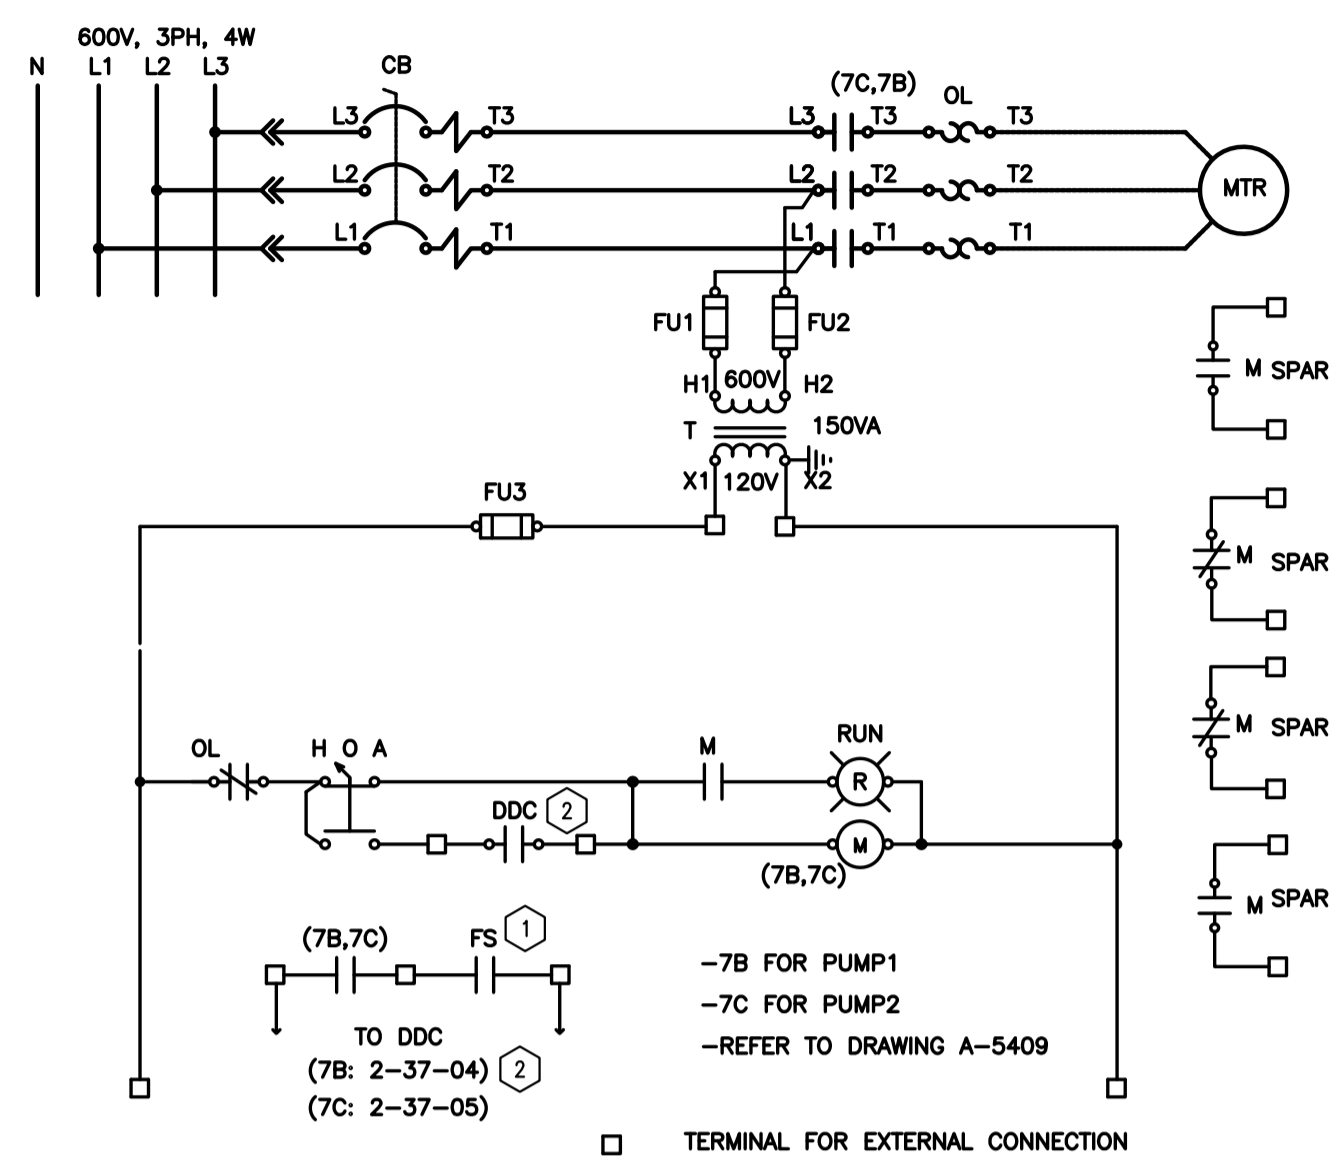 600V, 3PH, 4W
N L1 L2 L3
CB
(7C,7B)
OL
L3 T3 L3 T3 T3
L2 T2 L2 T2 T2
MTR
L1 T1 L1 T1 T1
FU1 FU2
H1 600V H2
M SPAR
T 150VA
X1 120V X2
FU3
M SPAR
M SPAR
RUN
OL H O A M
R
DDC 2
M
(7B,7C)
M SPAR
(7B,7C) FS 1
-7B FOR PUMP1
-7C FOR PUMP2
TO DDC
-REFER TO DRAWING A-5409
(7B: 2-37-04) 2
(7C: 2-37-05)
TERMINAL FOR EXTERNAL CONNECTION